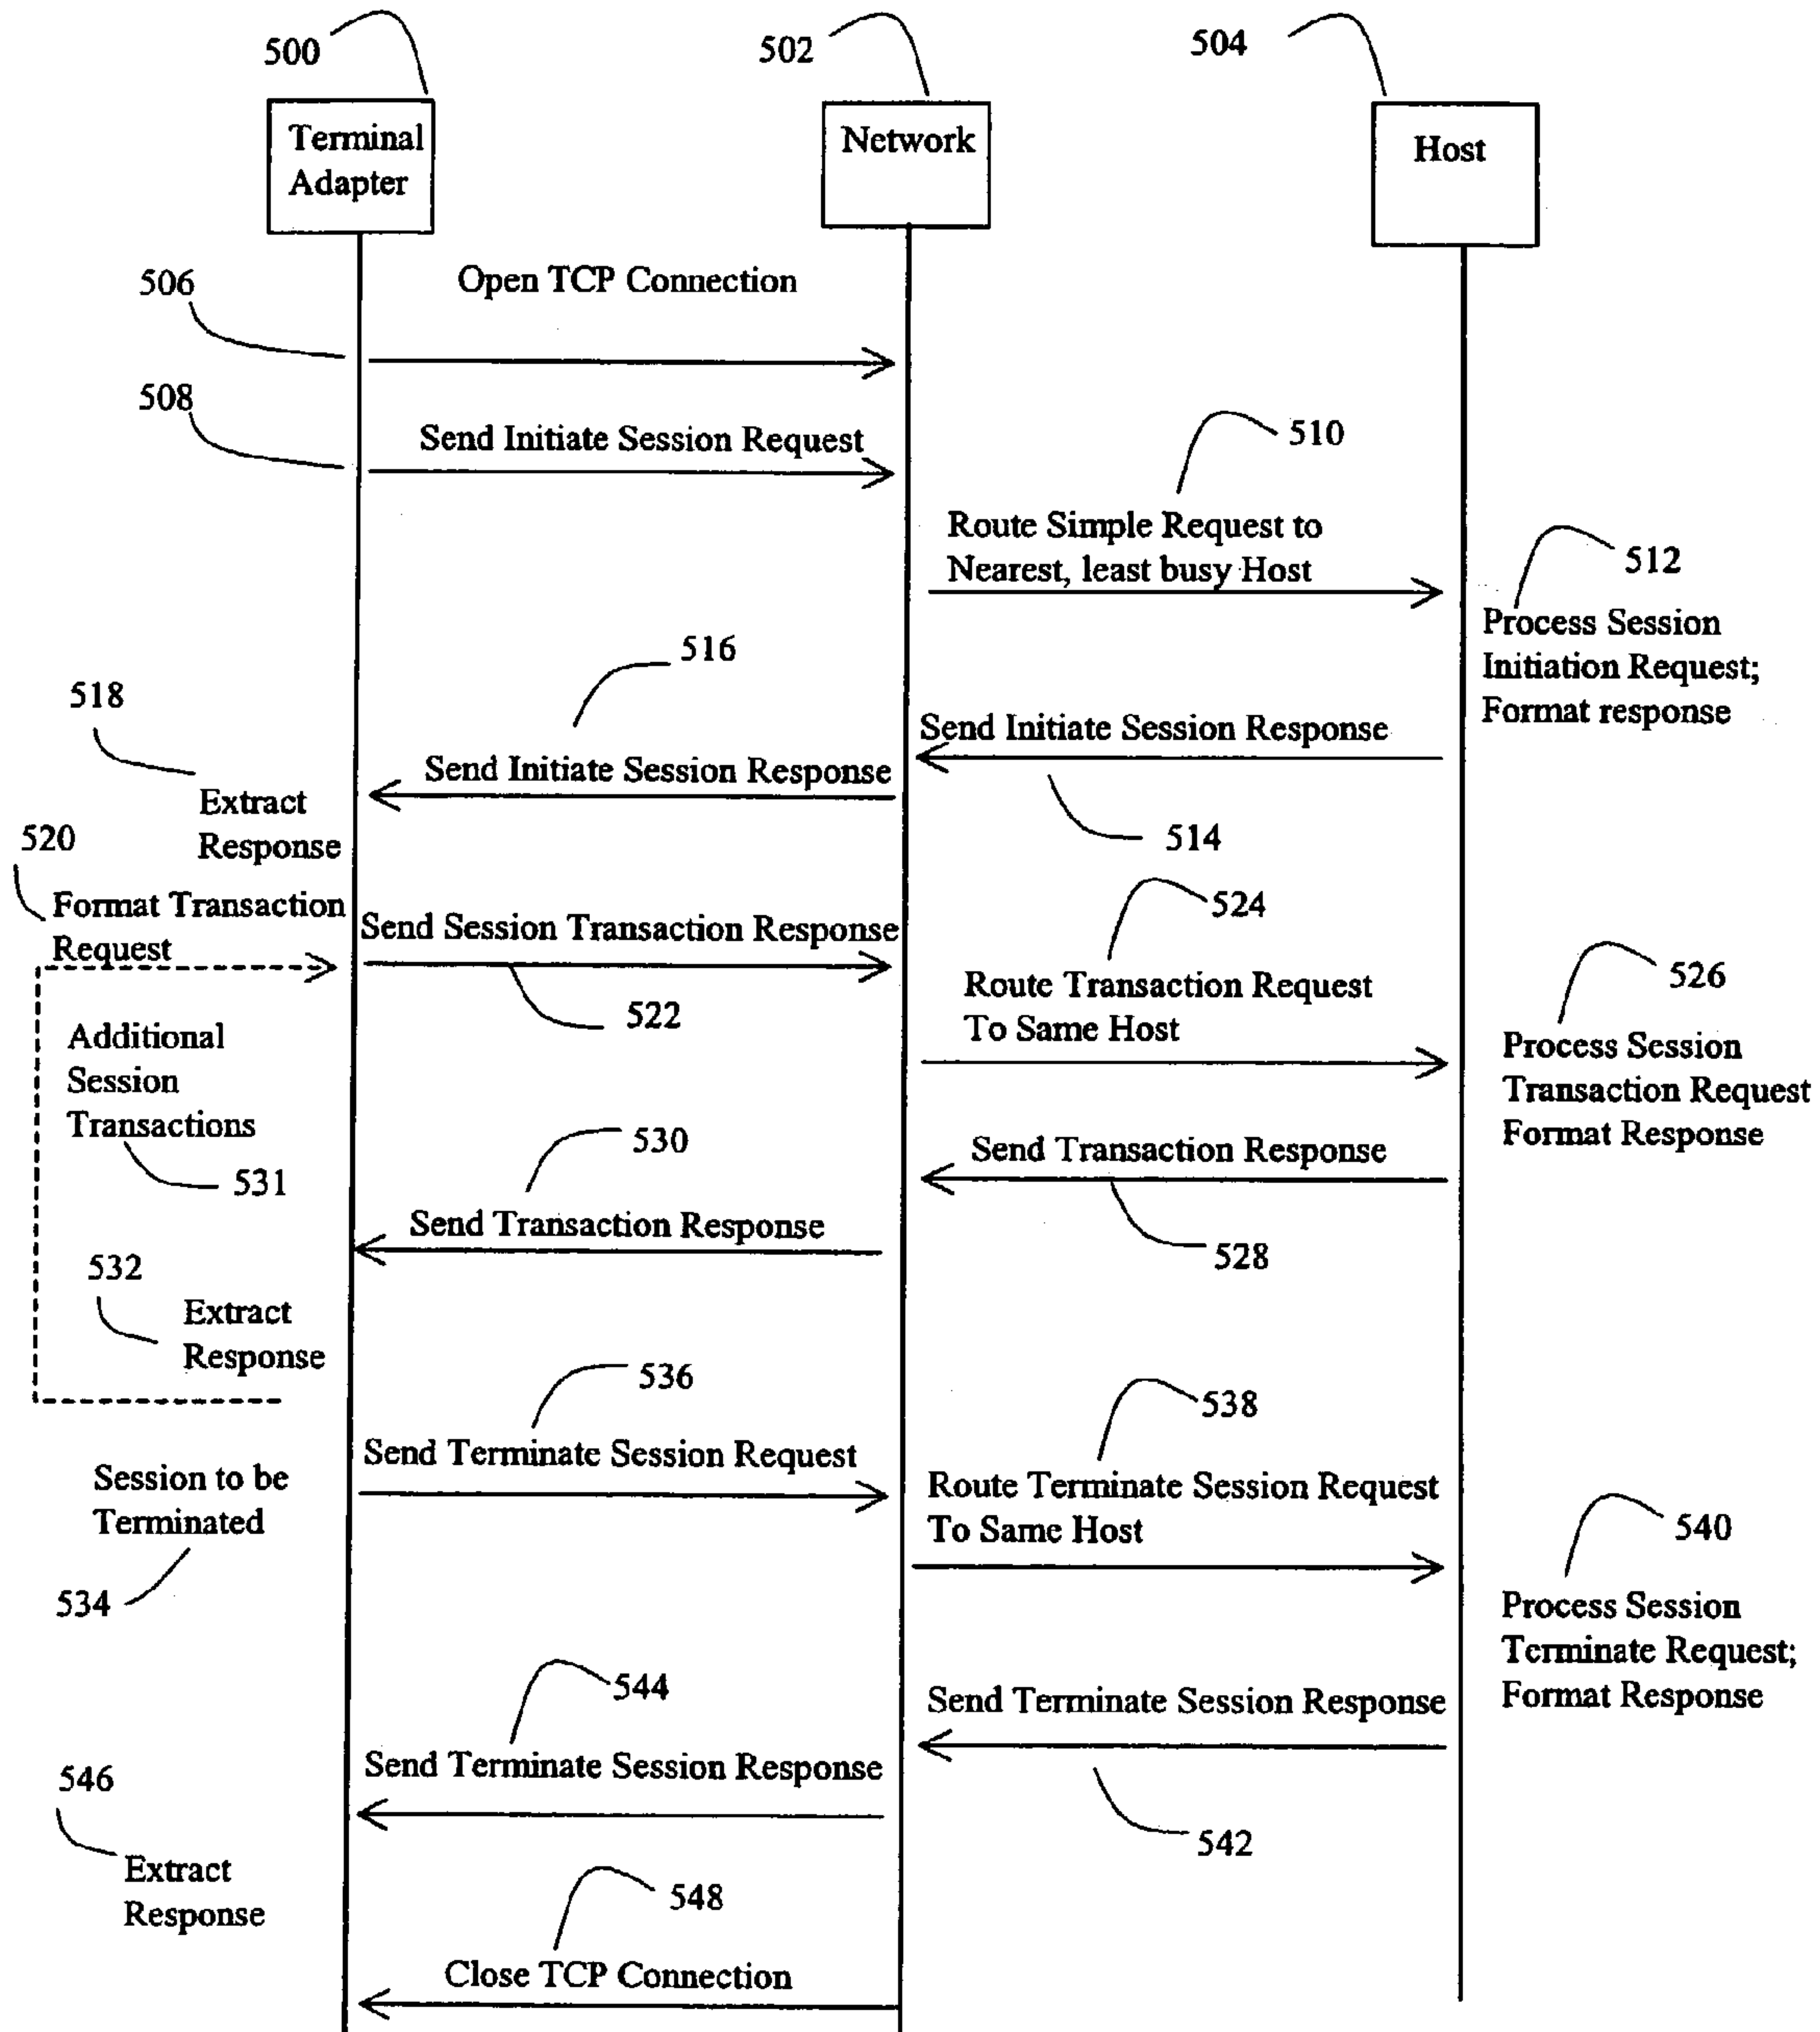 500
502
504
Terminal
Adapter
Network
Host
506
Open TCP Connection
508
Send Initiate Session Request
510
Route Simple Request to
Nearest, least busy Host
512
Process Session
Initiation Request;
Format response
516
518
Send Initiate Session Response
Send Initiate Session Response
Extract
Response
514
520
Format Transaction
Request
Send Session Transaction Response
522
524
Route Transaction Request
To Same Host
526
Process Session
Transaction Request
Format Response
Additional
Session
Transactions
531
530
Send Transaction Response
Send Transaction Response
528
532
Extract
Response
536
538
Send Terminate Session Request
Session to be
Terminated
534
Route Terminate Session Request
To Same Host
540
Process Session
Terminate Request;
Format Response
544
Send Terminate Session Response
Send Terminate Session Response
542
546
Extract
Response
548
Close TCP Connection